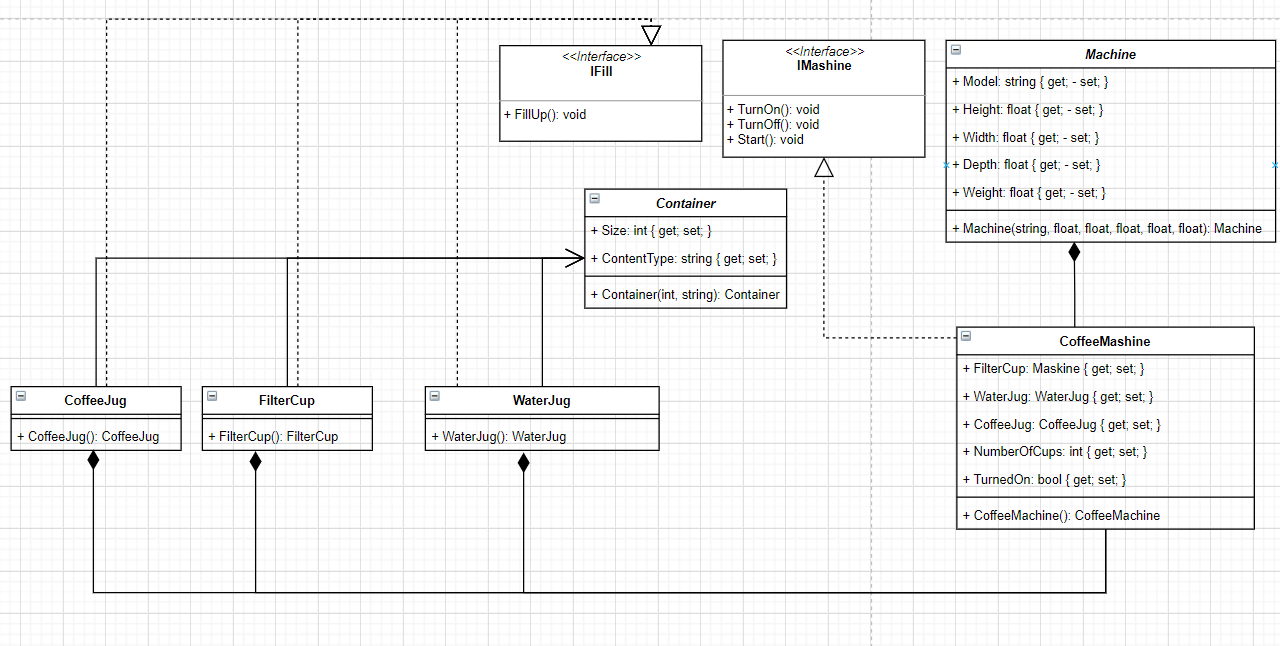 <<Interface>>
IFill
+ FillUp(): void
<<Interface>>
IMashine
+ TurnOn(): void
+ TurnOff(): void
+ Start(): void
Machine
+ Model: string { get; - set; }
+ Height: float { get; - set; }
+ Width: float { get; - set; }
+ Depth: float { get; - set; }
+ Weight: float { get; - set; }
+ Machine(string, float, float, float, float, float): Machine
Container
+ Size: int { get; set; }
+ ContentType: string { get; set; }
+ Container(int, string): Container
CoffeeJug
+ CoffeeJug(): CoffeeJug
FilterCup
+ FilterCup(): FilterCup
WaterJug
+ WaterJug(): WaterJug
CoffeeMashine
+ FilterCup: Maskine { get; set; }
+ WaterJug: WaterJug { get; set; }
+ CoffeeJug: CoffeeJug { get; set; }
+ NumberOfCups: int { get; set; }
+ TurnedOn: bool { get; set; }
+ CoffeeMachine(): CoffeeMachine